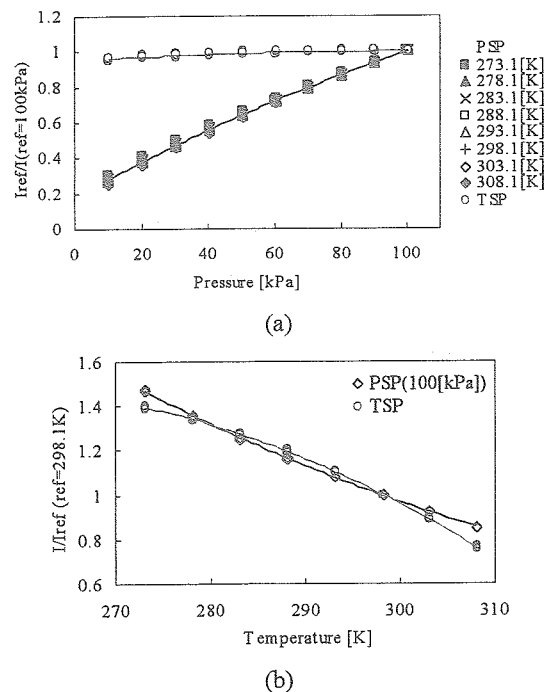 Iref/I(ref=100kPa)
1.2
1
0.8
0.6
0.4
0.2
0
0 20 40 60 80 100
Pressure [kPa]
PSP
273.1[K]
278.1[K]
283.1[K]
288.1[K]
293.1[K]
298.1[K]
303.1[K]
308.1[K]
TSP
(a)
I/Iref (ref=298.1K)
1.6
1.4
1.2
1
0.8
0.6
270 280 290 300 310
Temperature [K]
PSP(100[kPa])
TSP
(b)